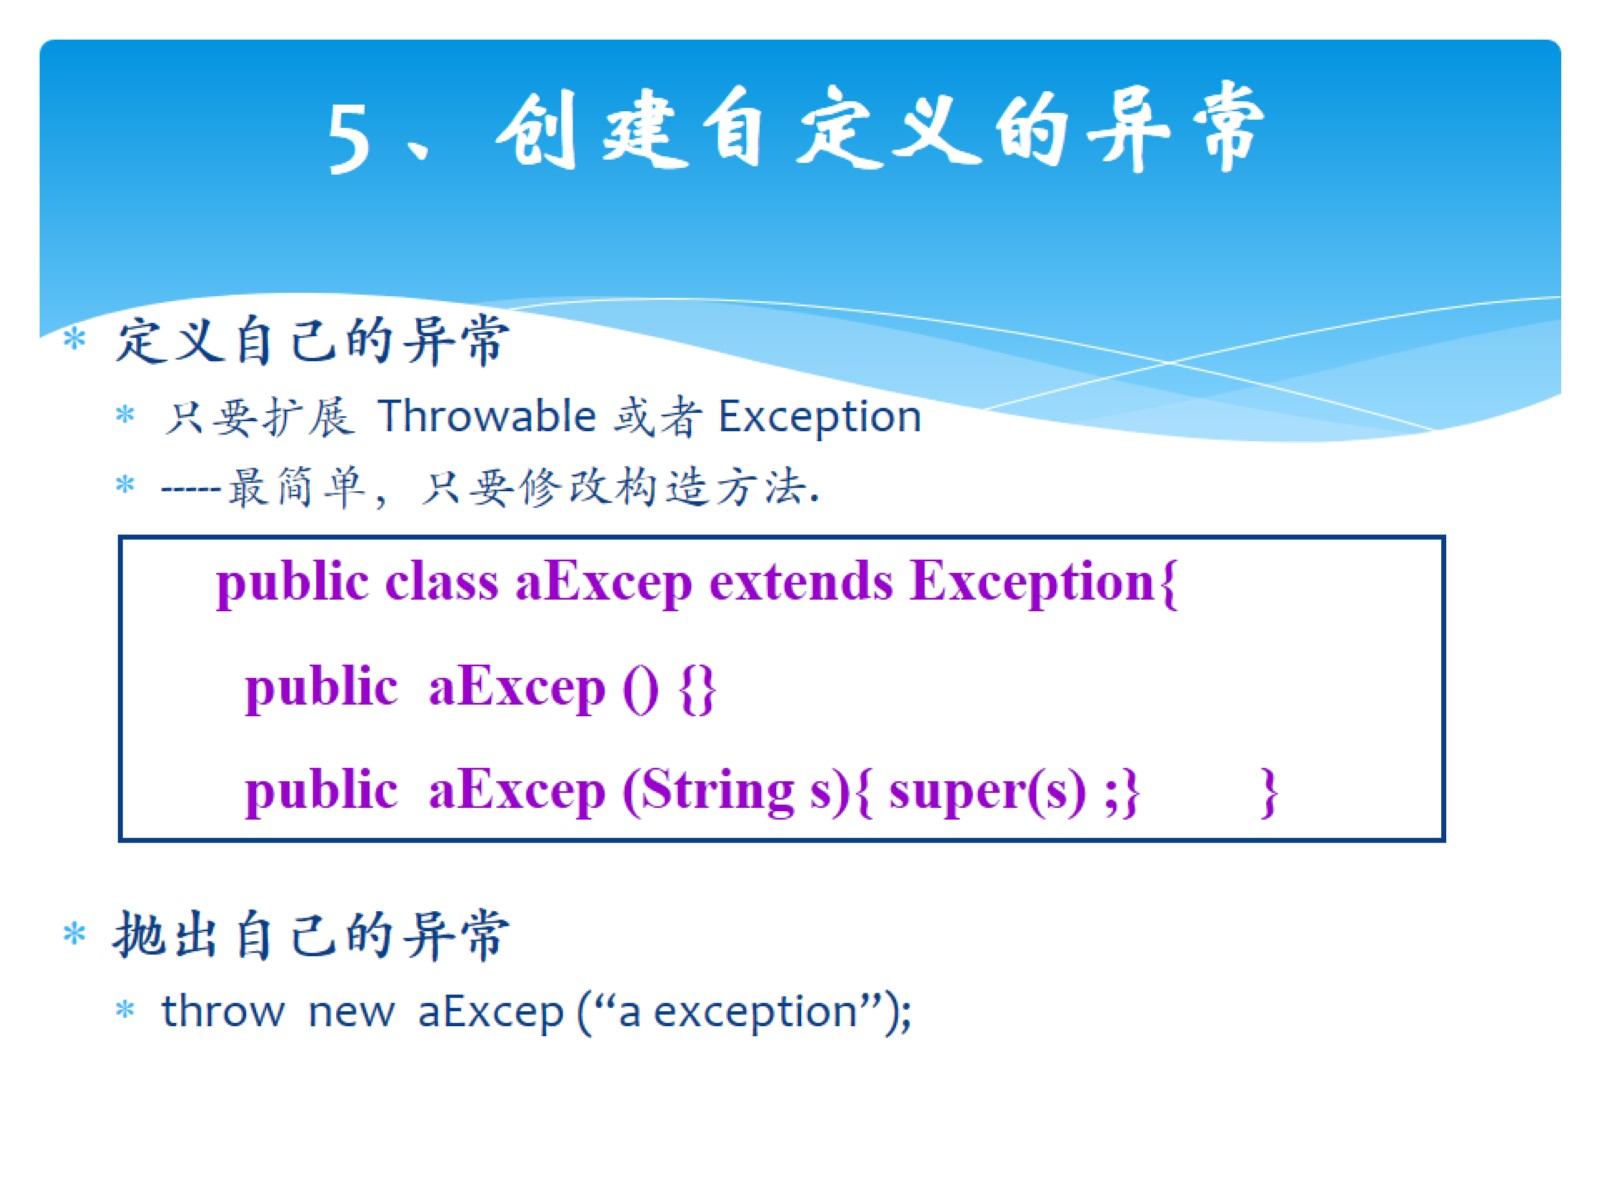 5、创建自定义的异常
* 定义自己的异常
* 只要扩展 Throwable 或者 Exception
* -----最简单，只要修改构造方法.
public class aExcep extends Exception{
public aExcep () {}
public aExcep (String s){ super(s) ;} }
* 抛出自己的异常
* throw new aExcep (“a exception”);